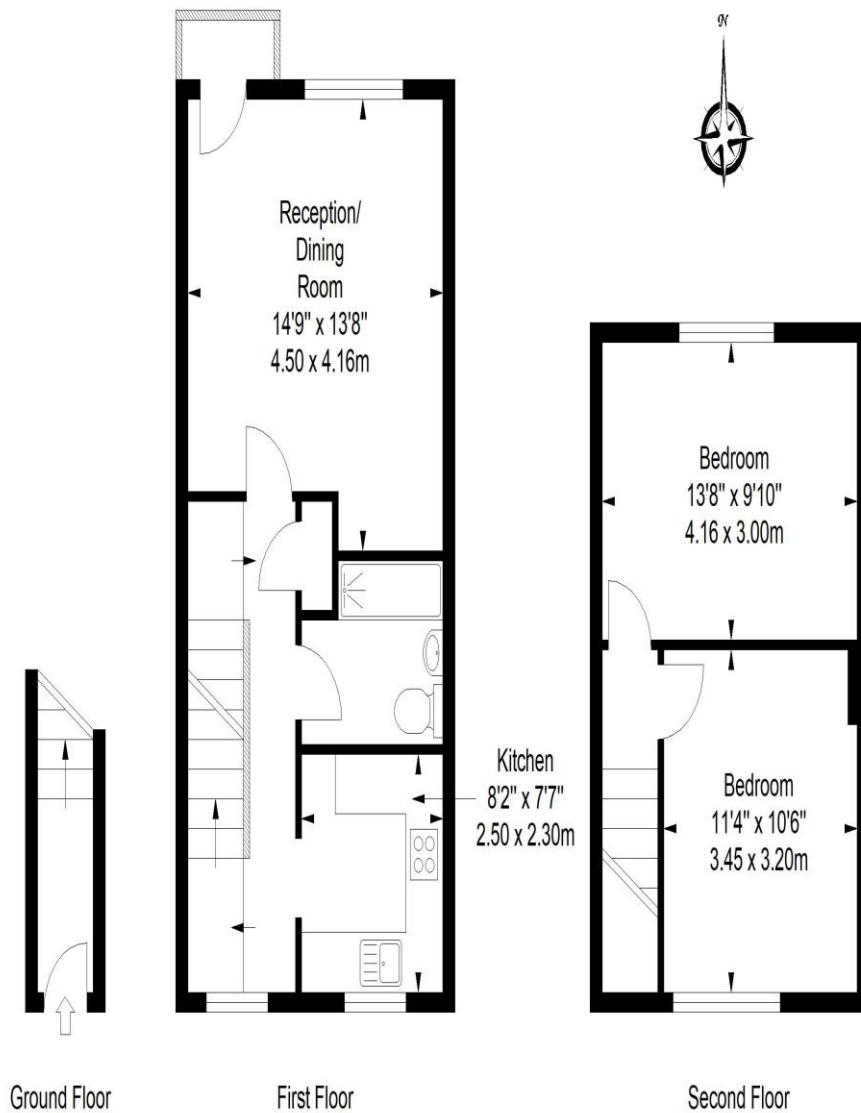 N
Reception/
Dining
Room
14'9" x 13'8"
4.50 x 4.16m
Bedroom
13'8" x 9'10"
4.16 x 3.00m
Kitchen
8'2" x 7'7"
2.50 x 2.30m
Bedroom
11'4" x 10'6"
3.45 x 3.20m
Ground Floor
First Floor
Second Floor